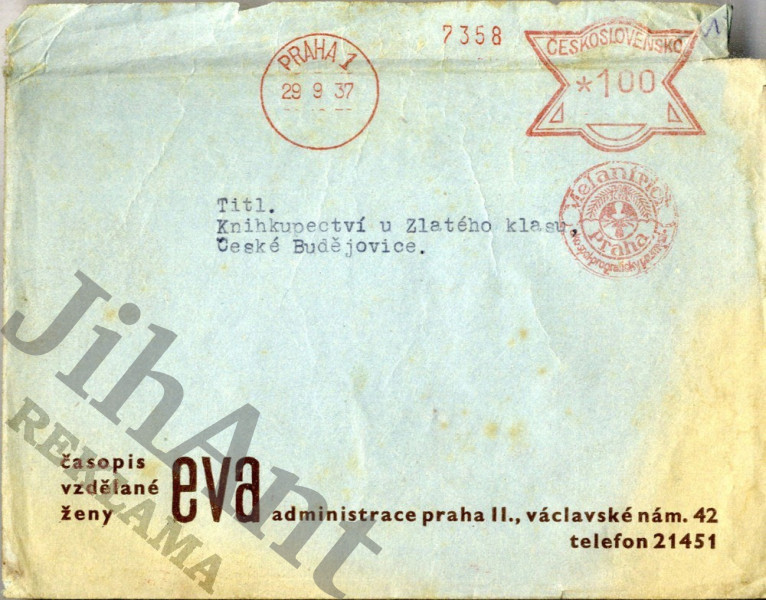 7358
PRAHA 1
29 9 37
ČESKOSLOVENSKO
*100
Melantrich
Praha.
Titl.
Knihkupectví u Zlatého klasu,
České Budějovice.
časopis
vzdělané
ženy
eva
administrace praha II., václavské nám. 42
telefon 21451
JihAnt
REKLAMA